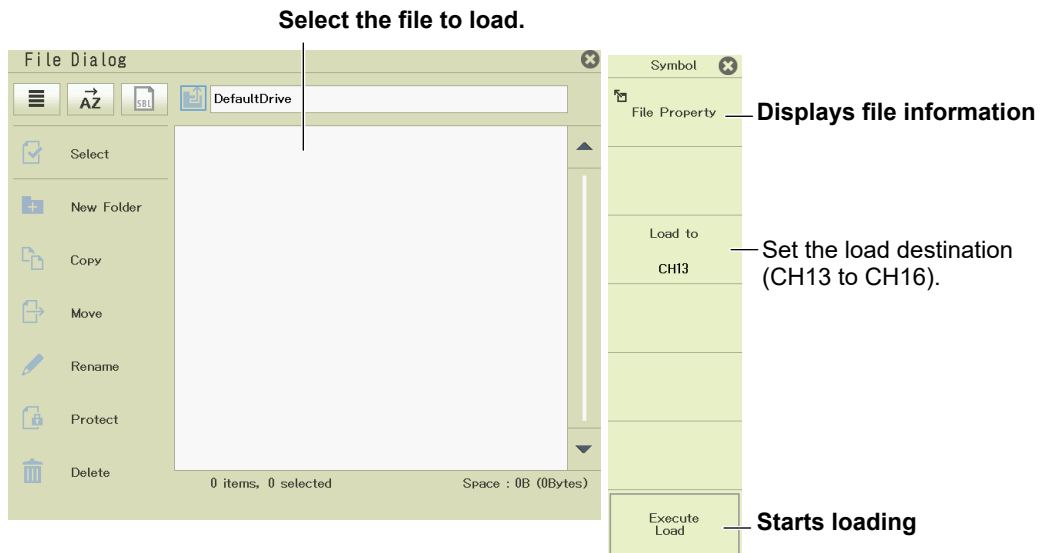 Select the file to load.
File Dialog
AZ
SBL
DefaultDrive
Select
New Folder
Copy
Move
Rename
Protect
Delete
0 items, 0 selected
Space : 0B (0Bytes)
Symbol
File Property
Displays file information
Load to
CH13
Set the load destination
(CH13 to CH16).
Execute
Load
Starts loading